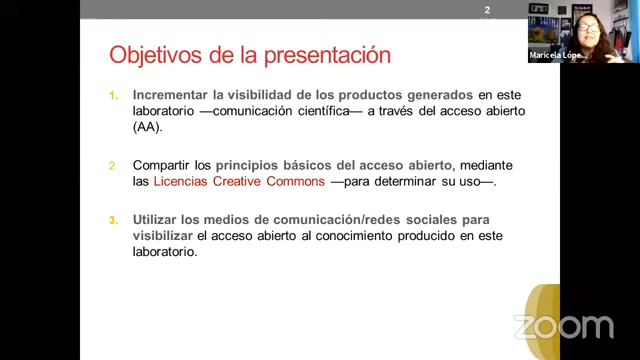 2
Objetivos de la presentación
1. Incrementar la visibilidad de los productos generados en este
laboratorio —comunicación científica— a través del acceso abierto
(AA).
2. Compartir los principios básicos del acceso abierto, mediante
las Licencias Creative Commons —para determinar su uso—.
3. Utilizar los medios de comunicación/redes sociales para
visibilizar el acceso abierto al conocimiento producido en este
laboratorio.
Maricela Lópe...
zoom